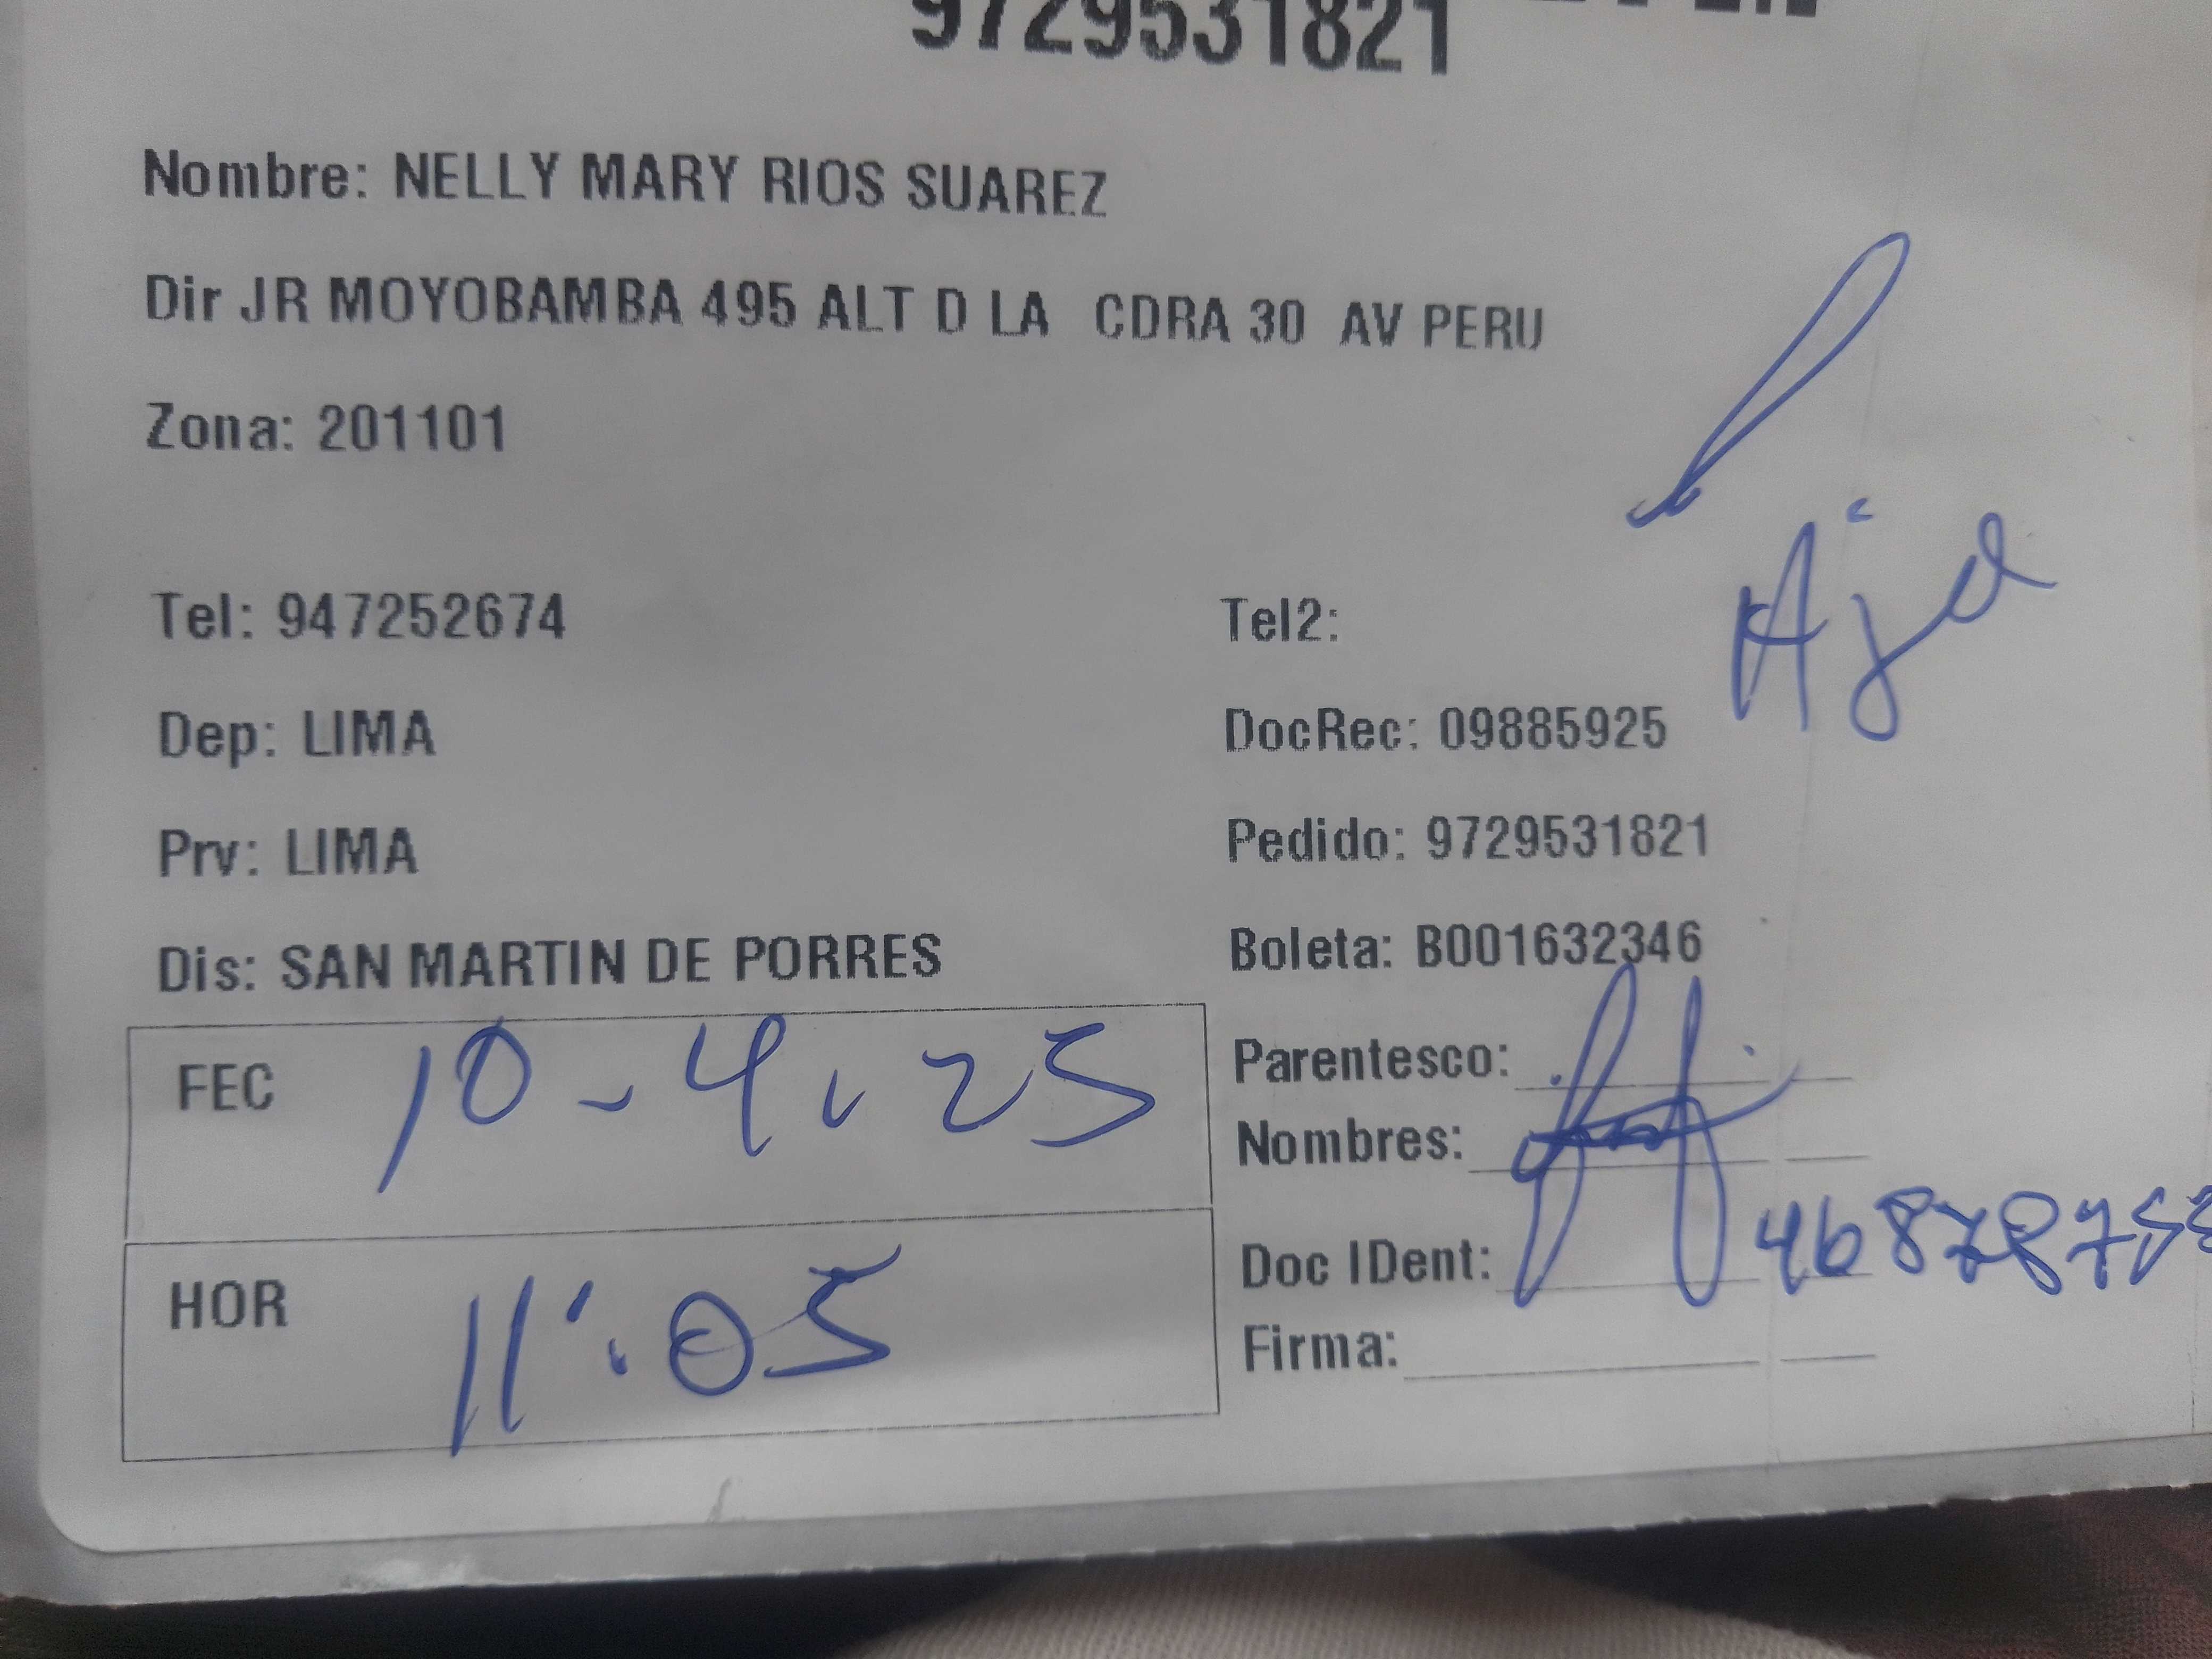 9729531821
Nombre: NELLY MARY RIOS SUAREZ
Dir JR MOYOBAMBA 495 ALT D LA CDRA 30 AV PERU
Zona: 201101
Hija
Tel: 947252674
Tel2:
Dep: LIMA
DocRec: 09885925
Prv: LIMA
Pedido: 9729531821
Dis: SAN MARTIN DE PORRES
Boleta: B001632346
FEC 10-4-25
Parentesco:
Nombres:
HOR 11:05
Doc IDent:
Firma: